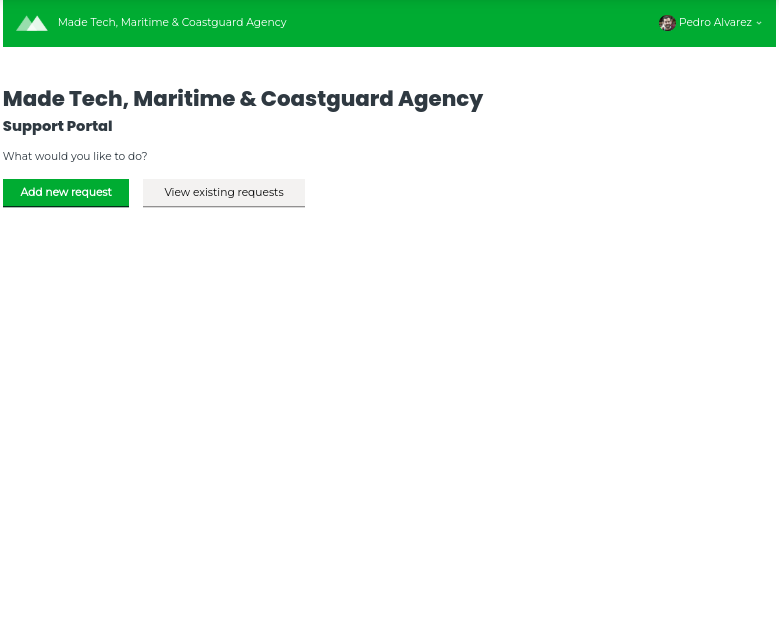 Made Tech, Maritime & Coastguard Agency
Pedro Alvarez
Made Tech, Maritime & Coastguard Agency
Support Portal
What would you like to do?
Add new request
View existing requests